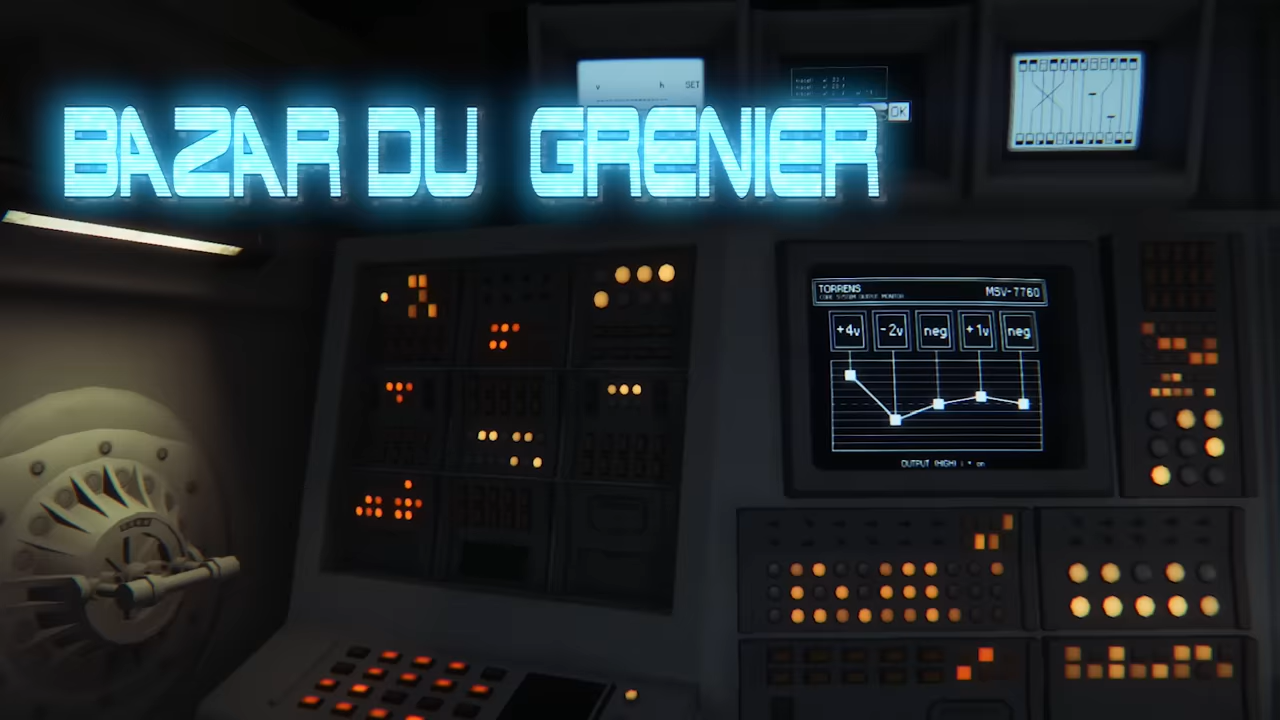 v h SET
OK
BAZAR DU GRENIER
TORRENS MSV-7760
CORE SYSTEM OUTPUT MONITOR
+4v -2v neg +1v neg
OUTPUT (HIGH)